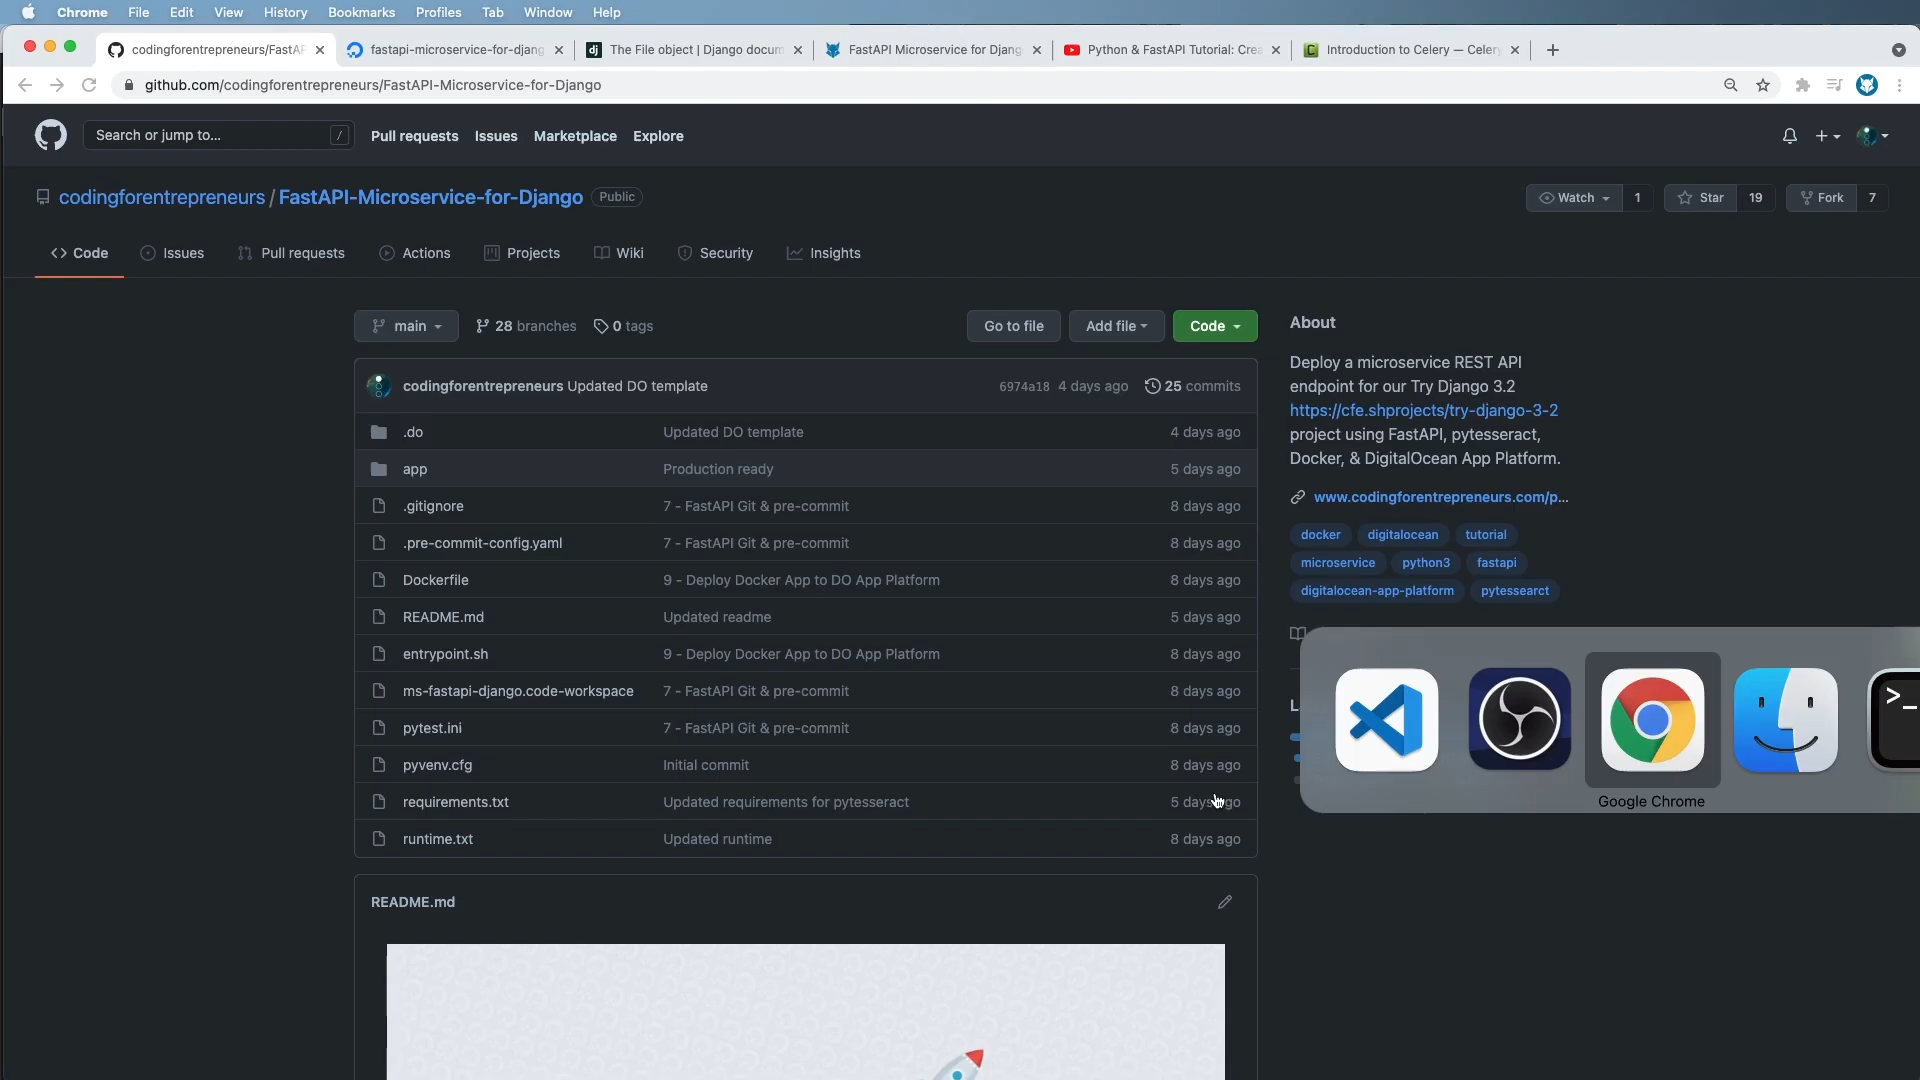 Chrome File Edit View History Bookmarks Profiles Tab Window Help
codingforentrepreneurs/FastAP fastapi-microservice-for-djang The File object | Django docum FastAPI Microservice for Djang Python & FastAPI Tutorial: Crea Introduction to Celery — Celery
github.com/codingforentrepreneurs/FastAPI-Microservice-for-Django
Search or jump to... / Pull requests Issues Marketplace Explore
codingforentrepreneurs / FastAPI-Microservice-for-Django Public Watch 1 Star 19 Fork 7
Code Issues Pull requests Actions Projects Wiki Security Insights
main 28 branches 0 tags Go to file Add file Code
codingforentrepreneurs Updated DO template 6974a18 4 days ago 25 commits
.do Updated DO template 4 days ago
app Production ready 5 days ago
.gitignore 7 - FastAPI Git & pre-commit 8 days ago
.pre-commit-config.yaml 7 - FastAPI Git & pre-commit 8 days ago
Dockerfile 9 - Deploy Docker App to DO App Platform 8 days ago
README.md Updated readme 5 days ago
entrypoint.sh 9 - Deploy Docker App to DO App Platform 8 days ago
ms-fastapi-django.code-workspace 7 - FastAPI Git & pre-commit 8 days ago
pytest.ini 7 - FastAPI Git & pre-commit 8 days ago
pyvenv.cfg Initial commit 8 days ago
requirements.txt Updated requirements for pytesseract 5 days ago
runtime.txt Updated runtime 8 days ago
README.md
About
Deploy a microservice REST API
endpoint for our Try Django 3.2
https://cfe.shprojects/try-django-3-2
project using FastAPI, pytesseract,
Docker, & DigitalOcean App Platform.
www.codingforentrepreneurs.com/p...
docker digitalocean tutorial
microservice python3 fastapi
digitalocean-app-platform pytessearct
Google Chrome